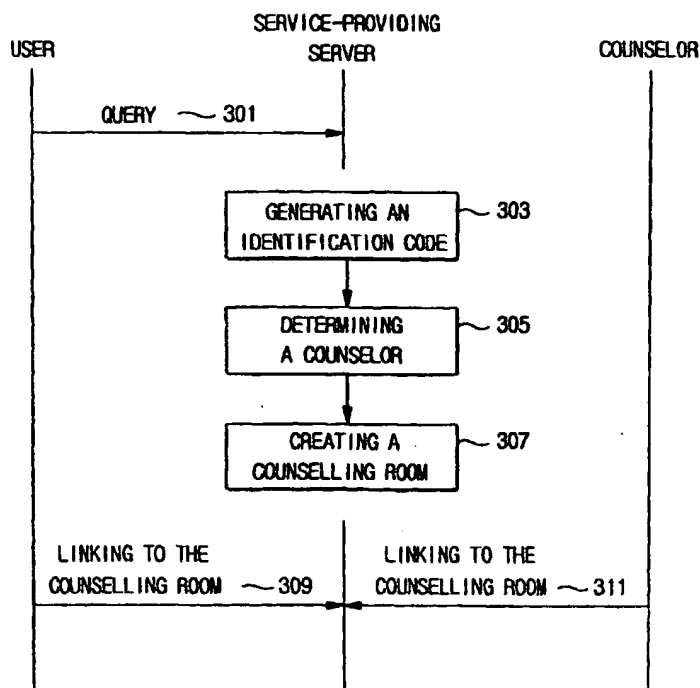 SERVICE-PROVIDING
USER
SERVER
COUNSELOR
QUERY 301
GENERATING AN
IDENTIFICATION CODE
303
DETERMINING
A COUNSELOR
305
CREATING A
COUNSELLING ROOM
307
LINKING TO THE
COUNSELLING ROOM 309
LINKING TO THE
COUNSELLING ROOM 311